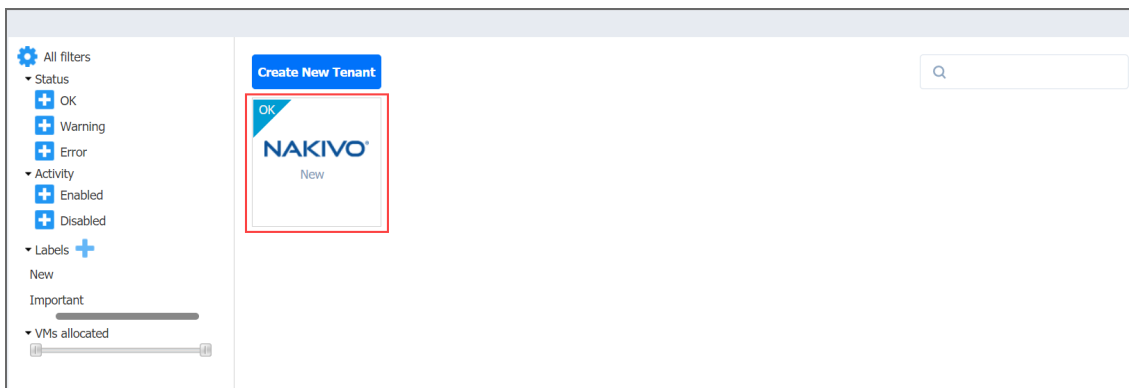 All filters
Status
OK
Warning
Error
Activity
Enabled
Disabled
Labels
New
Important
VMs allocated
Create New Tenant
OK
NAKIVO®
New